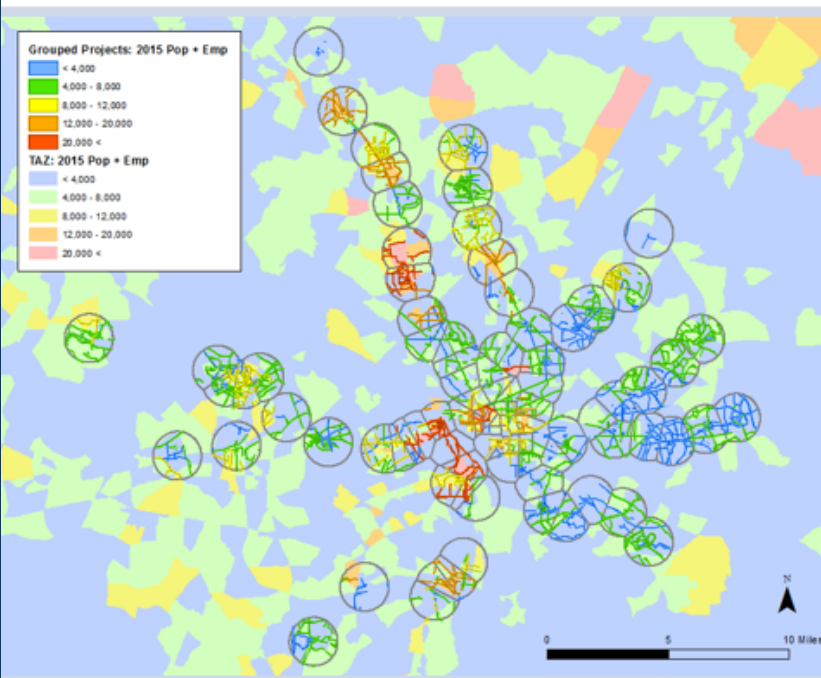 Grouped Projects: 2015 Pop + Emp
< 4,000
4,000 - 8,000
8,000 - 12,000
12,000 - 20,000
20,000 <
TAZ: 2015 Pop + Emp
< 4,000
4,000 - 8,000
8,000 - 12,000
12,000 - 20,000
20,000 <
N
0 5 10 Miles